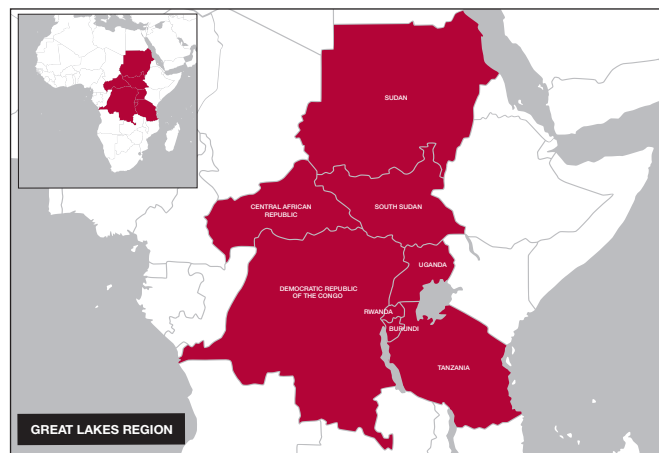 SUDAN
CENTRAL AFRICAN
REPUBLIC
SOUTH SUDAN
UGANDA
DEMOCRATIC REPUBLIC
OF THE CONGO
RWANDA
BURUNDI
TANZANIA
GREAT LAKES REGION